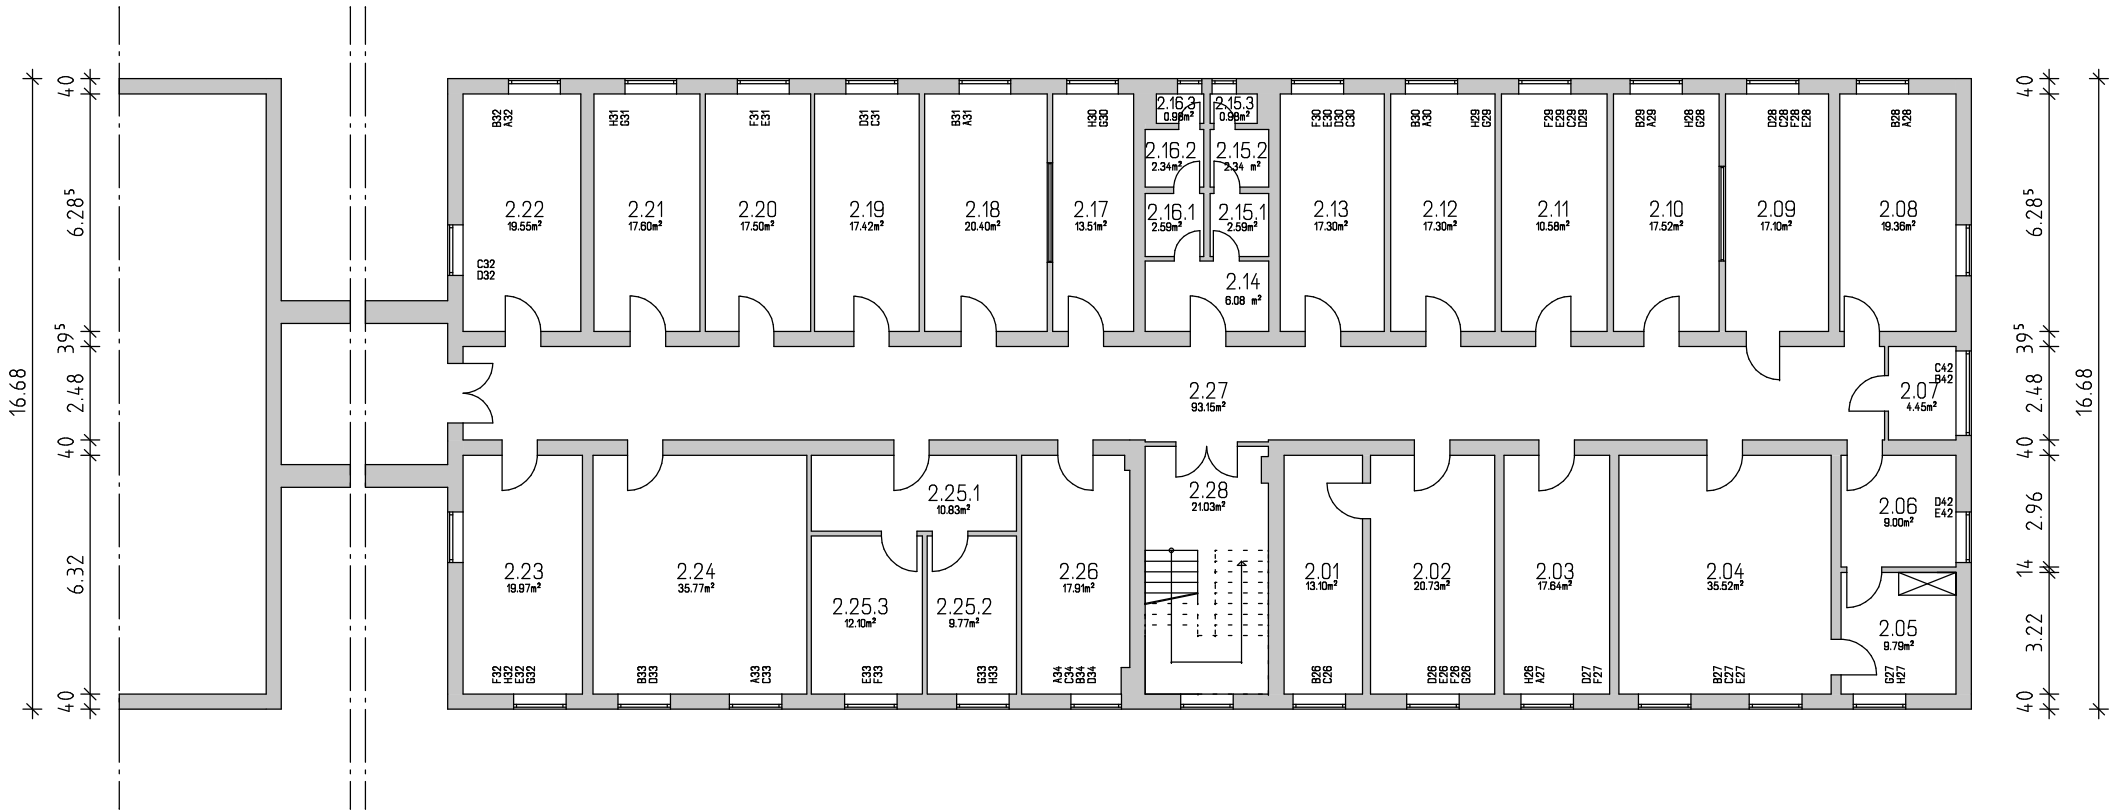 16.68
40
6.28⁵
39⁵
2.48
40
6.32
40
B32
A32
2.22
19.55m²
C32
D32
H31
G31
2.21
17.60m²
F31
E31
2.20
17.50m²
D31
C31
2.19
17.42m²
B31
A31
2.18
20.40m²
H30
G30
2.17
13.51m²
2.16.3
0.98m²
2.15.3
0.98m²
2.16.2
2.34m²
2.15.2
2.34 m²
2.16.1
2.59m²
2.15.1
2.59m²
2.14
6.08 m²
F30
E30
D30
C30
2.13
17.30m²
B30
A30
H29
G29
2.12
17.30m²
F29
E29
C29
D29
2.11
10.58m²
B29
A29
H28
G28
2.10
17.52m²
D28
C28
F28
E28
2.09
17.10m²
B28
A28
2.08
19.36m²
2.27
93.15m²
C42
B42
2.07
4.45m²
2.23
19.97m²
F32
H32
E32
G32
2.24
35.77m²
B33
D33
A33
C33
2.25.1
10.83m²
2.25.3
12.10m²
E33
F33
2.25.2
9.77m²
G33
H33
2.26
17.91m²
A34
C34
B34
D34
2.28
21.03m²
2.01
13.10m²
B26
C26
2.02
20.73m²
D26
E26
F26
G26
2.03
17.64m²
H26
A27
D27
F27
2.04
35.52m²
B27
C27
E27
D42
E42
2.06
9.00m²
2.05
9.79m²
G27
H27
40
6.28⁵
39⁵
2.48
40
2.96
14
3.22
40
16.68